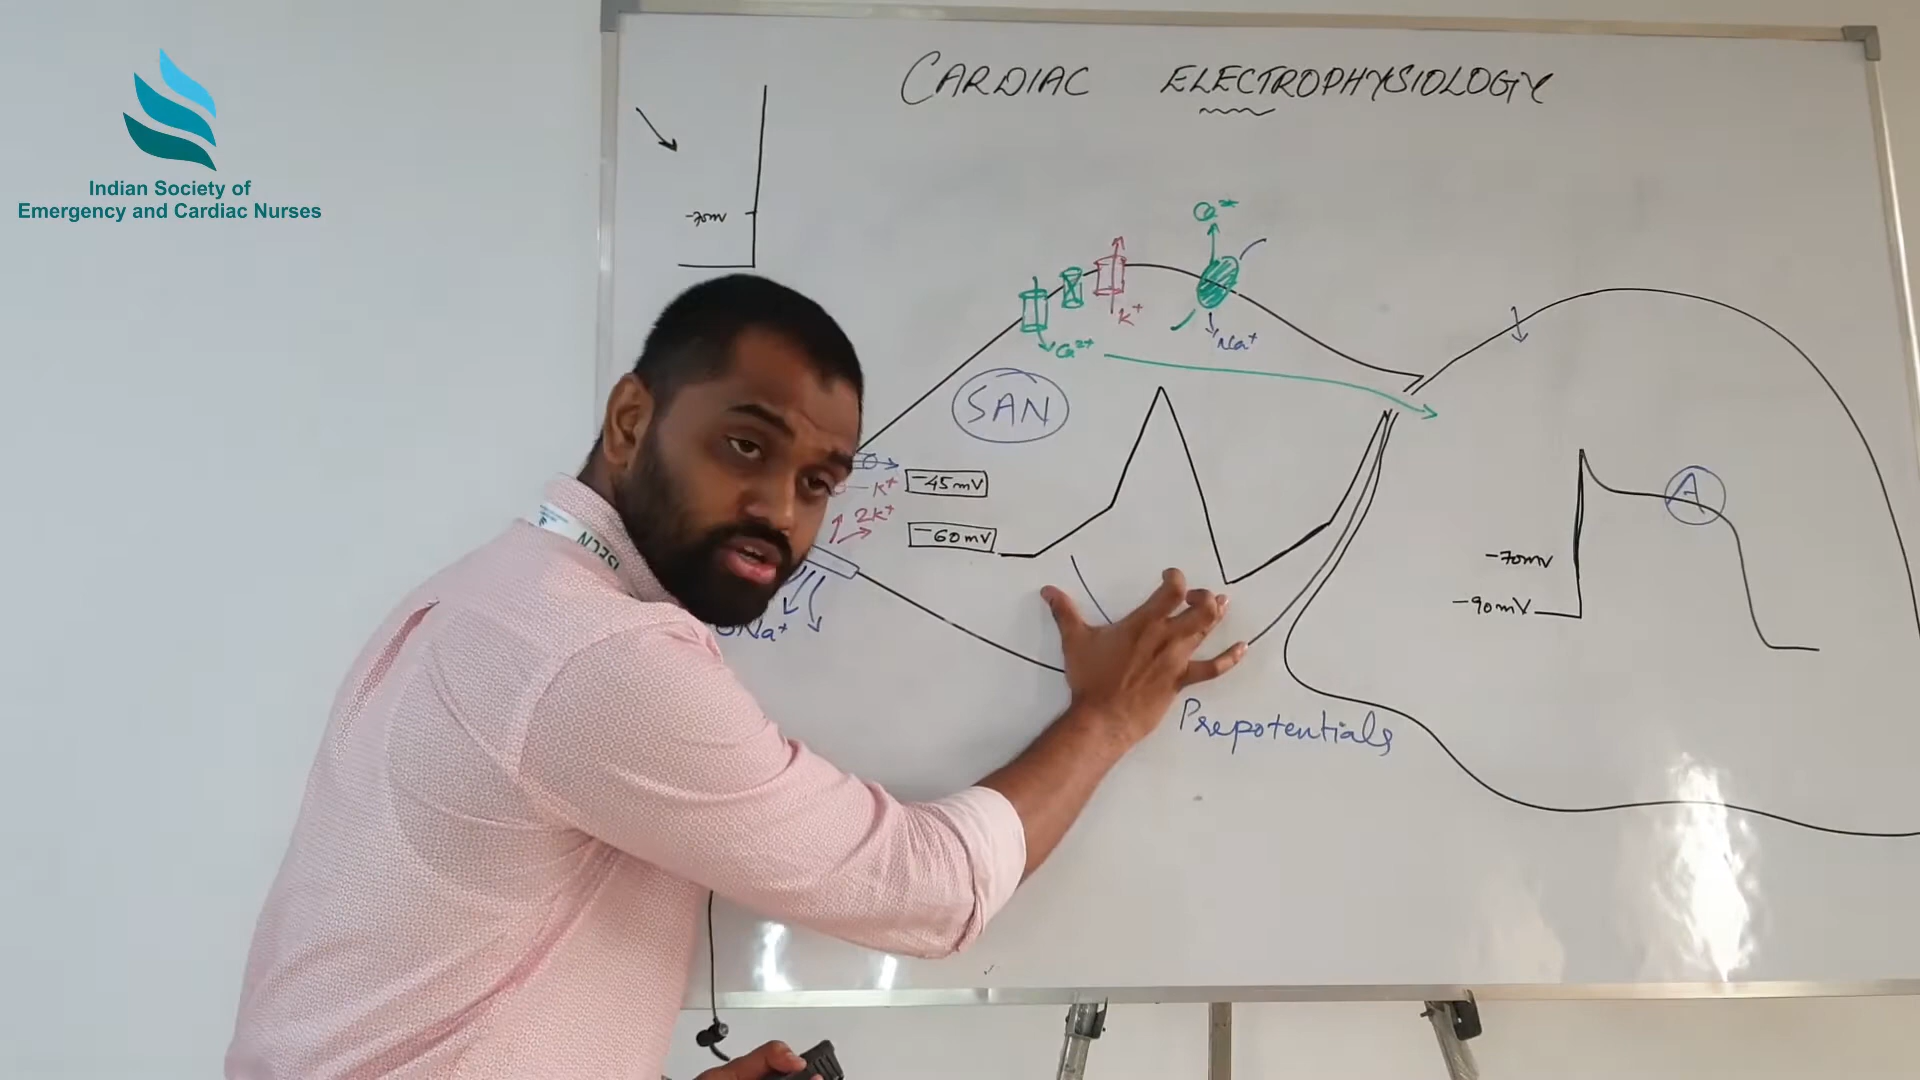 Indian Society of
Emergency and Cardiac Nurses
CARDIAC ELECTROPHYSIOLOGY
-70mV
Ca²⁺
K⁺
Na⁺
Ca²⁺
SAN
K⁺
-45mV
2K⁺
-60mV
Na⁺
A
-70mV
-90mV
Prepotentials
ISECN